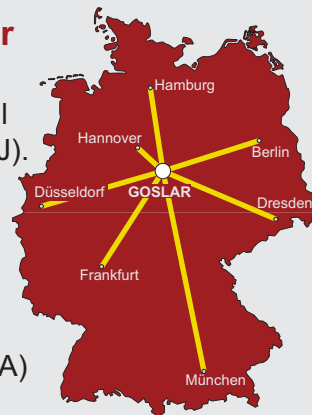 r
l
J).
A)
Hamburg
Hannover
Berlin
Düsseldorf
GOSLAR
Dresden
Frankfurt
München